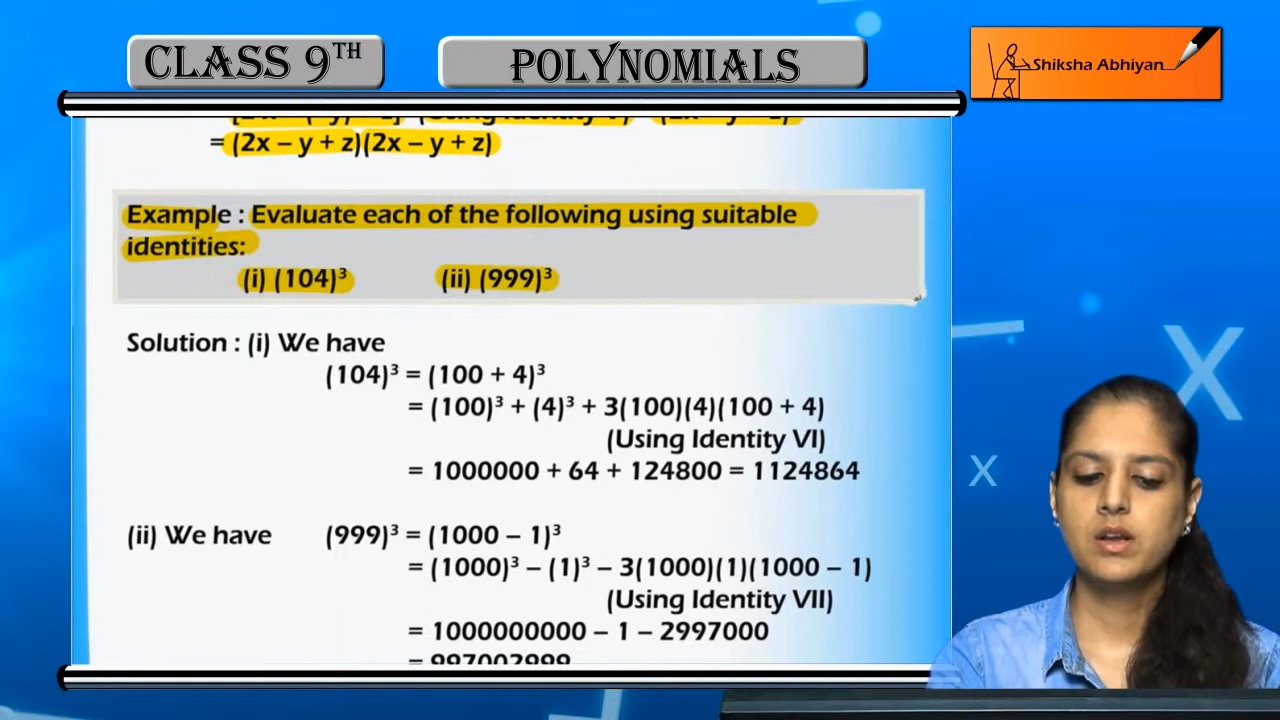 CLASS 9TH
POLYNOMIALS
Shiksha Abhiyan
= (2x – y + z)(2x – y + z)
Example : Evaluate each of the following using suitable
identities:
(i) (104)³ (ii) (999)³
Solution : (i) We have
(104)³ = (100 + 4)³
= (100)³ + (4)³ + 3(100)(4)(100 + 4)
(Using Identity VI)
= 1000000 + 64 + 124800 = 1124864
(ii) We have (999)³ = (1000 – 1)³
= (1000)³ – (1)³ – 3(1000)(1)(1000 – 1)
(Using Identity VII)
= 1000000000 – 1 – 2997000
= 997002999
X
X